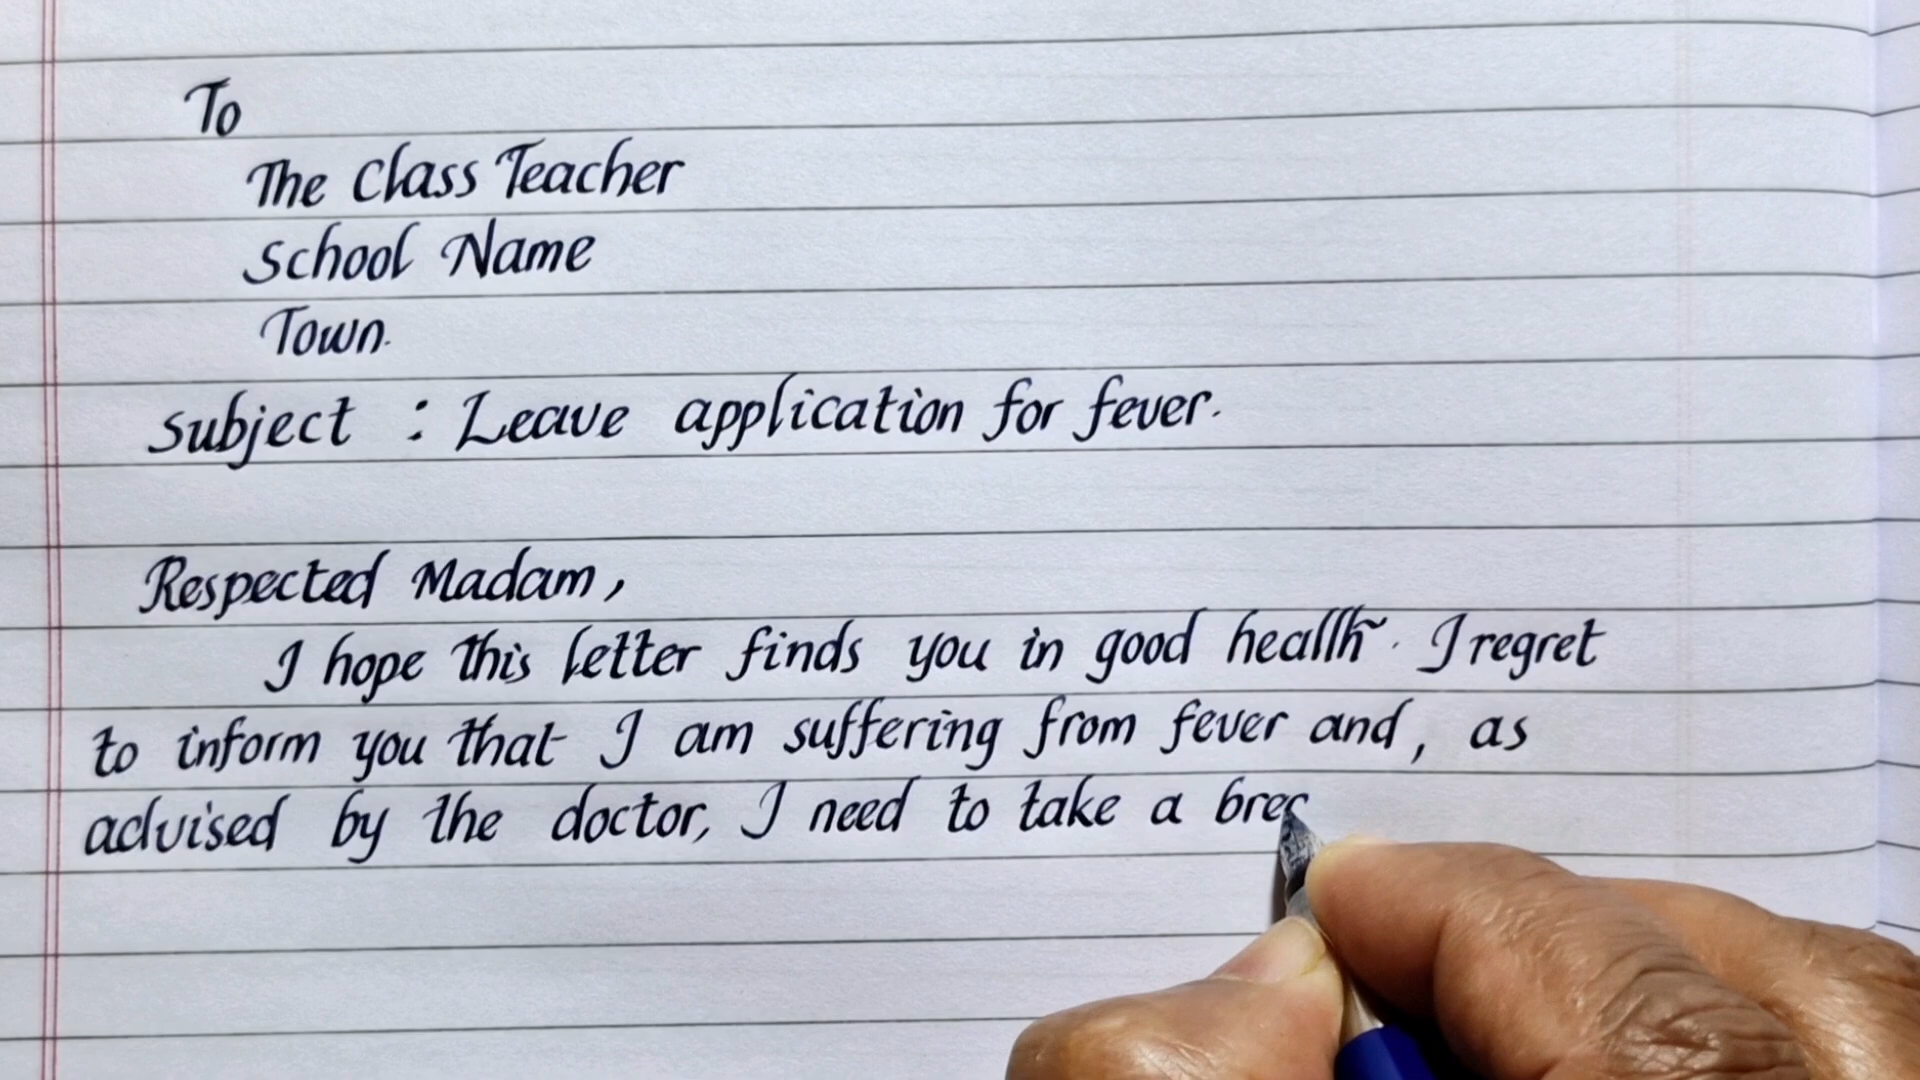 To
The Class Teacher
School Name
Town.
Subject : Leave application for fever.
Respected Madam,
I hope this letter finds you in good health. I regret
to inform you that I am suffering from fever and, as
advised by the doctor, I need to take a